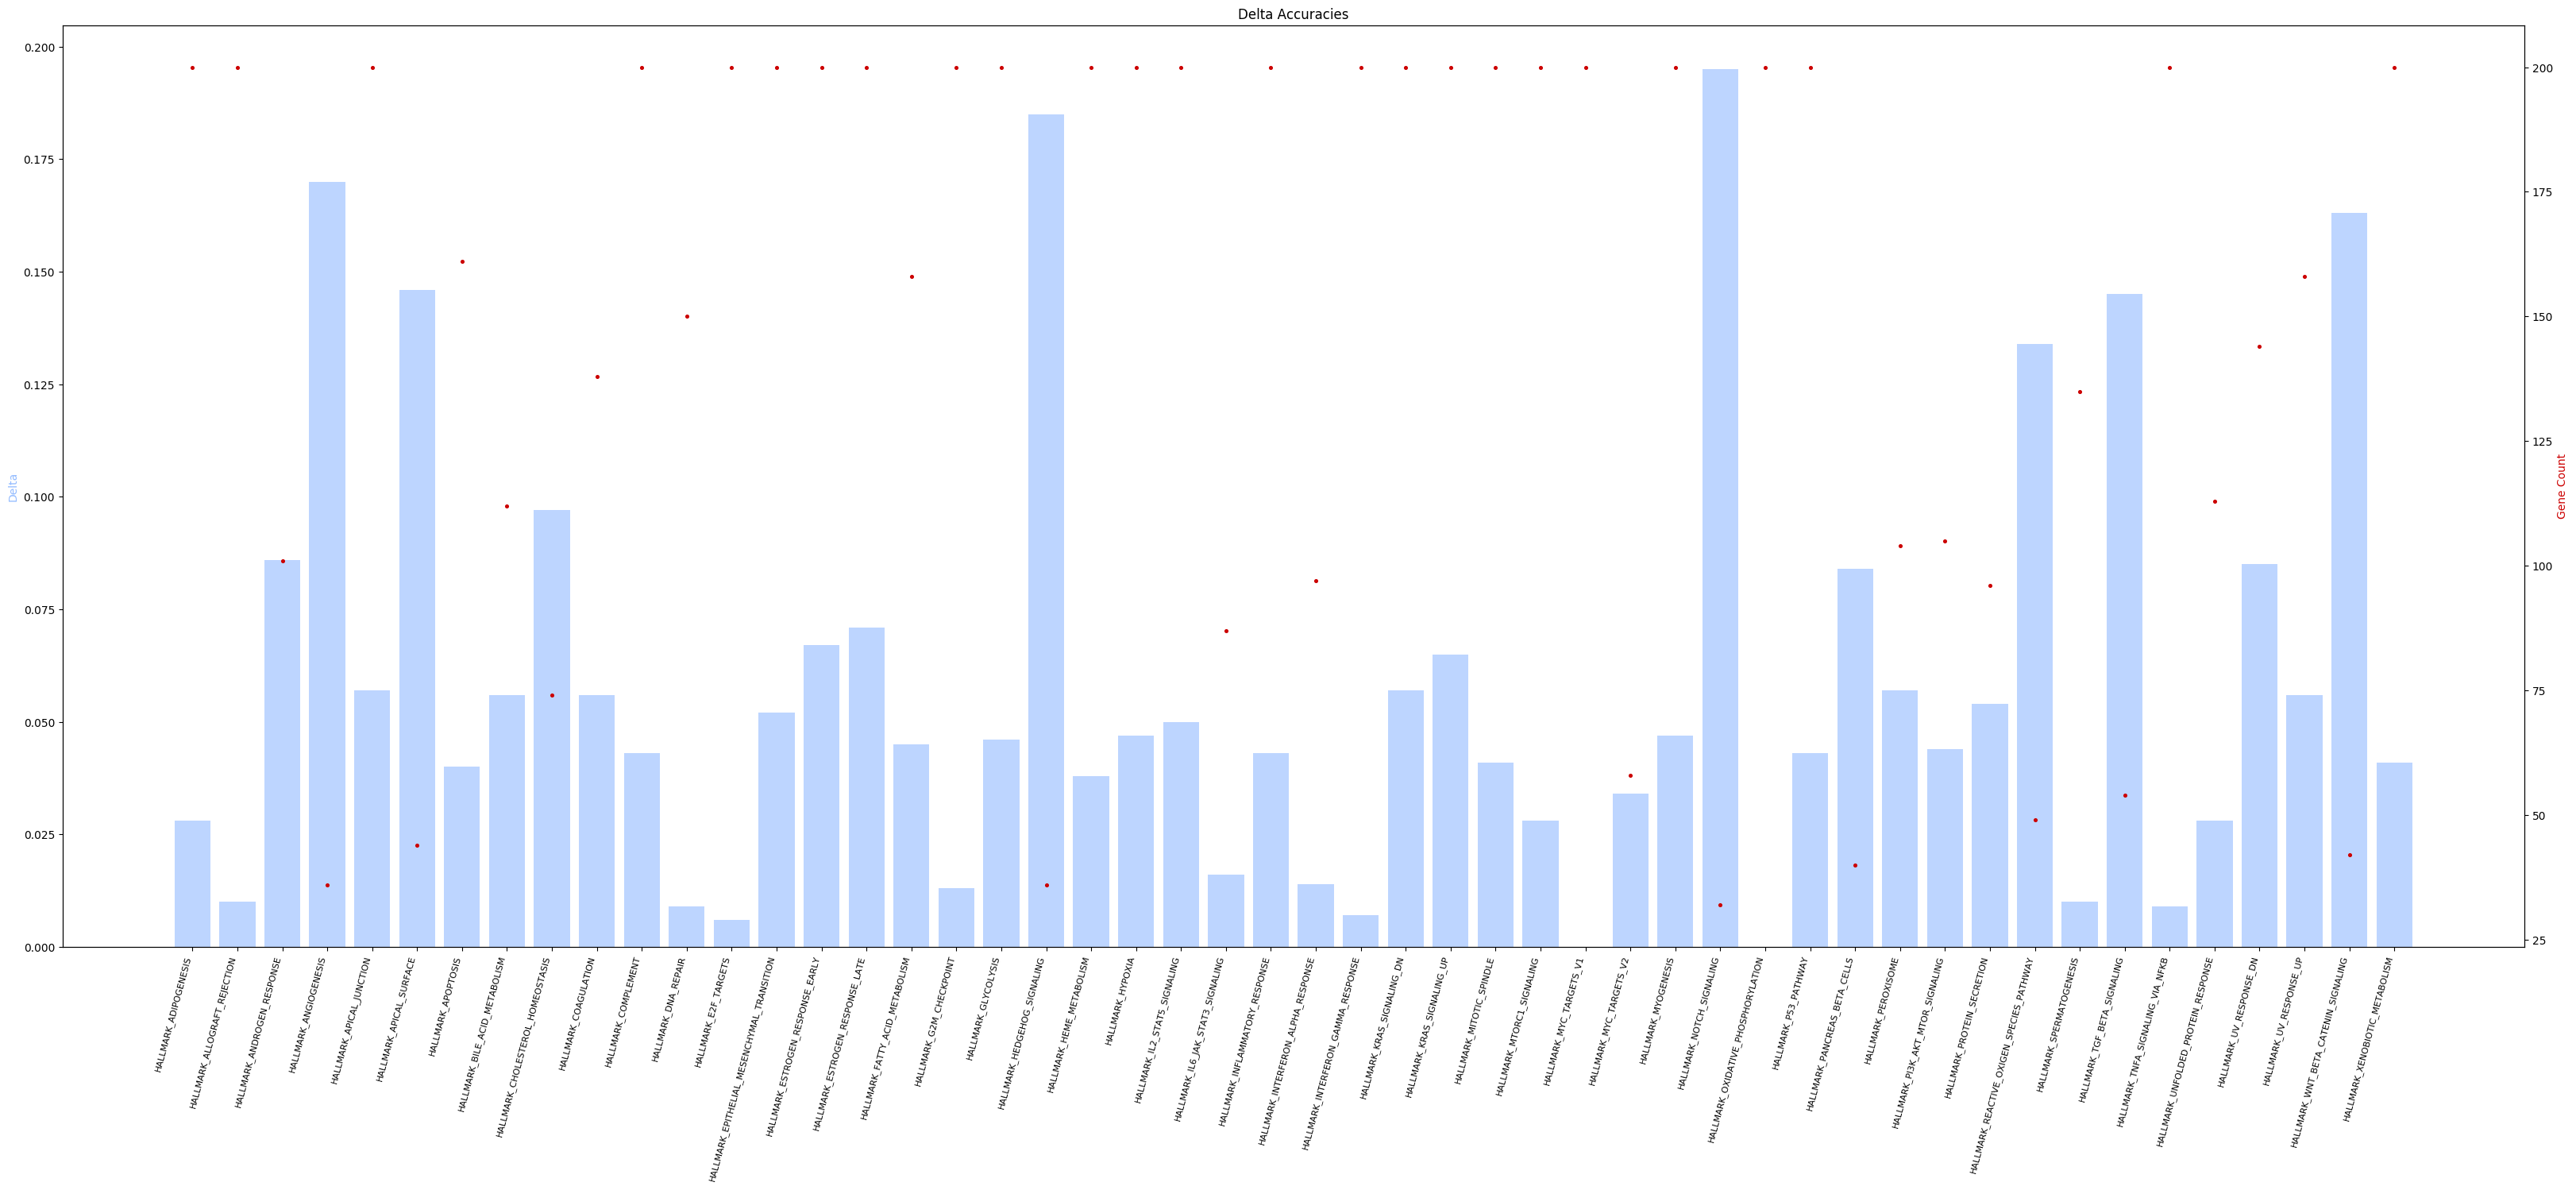 Delta Accuracies
0.200
0.175
0.150
0.125
0.100
0.075
0.050
0.025
0.000
Delta
200
175
150
125
100
75
50
25
Gene Count
HALLMARK_ADIPOGENESIS
HALLMARK_ALLOGRAFT_REJECTION
HALLMARK_ANDROGEN_RESPONSE
HALLMARK_ANGIOGENESIS
HALLMARK_APICAL_JUNCTION
HALLMARK_APICAL_SURFACE
HALLMARK_APOPTOSIS
HALLMARK_BILE_ACID_METABOLISM
HALLMARK_CHOLESTEROL_HOMEOSTASIS
HALLMARK_COAGULATION
HALLMARK_COMPLEMENT
HALLMARK_DNA_REPAIR
HALLMARK_E2F_TARGETS
HALLMARK_EPITHELIAL_MESENCHYMAL_TRANSITION
HALLMARK_ESTROGEN_RESPONSE_EARLY
HALLMARK_ESTROGEN_RESPONSE_LATE
HALLMARK_FATTY_ACID_METABOLISM
HALLMARK_G2M_CHECKPOINT
HALLMARK_GLYCOLYSIS
HALLMARK_HEDGEHOG_SIGNALING
HALLMARK_HEME_METABOLISM
HALLMARK_HYPOXIA
HALLMARK_IL2_STAT5_SIGNALING
HALLMARK_IL6_JAK_STAT3_SIGNALING
HALLMARK_INFLAMMATORY_RESPONSE
HALLMARK_INTERFERON_ALPHA_RESPONSE
HALLMARK_INTERFERON_GAMMA_RESPONSE
HALLMARK_KRAS_SIGNALING_DN
HALLMARK_KRAS_SIGNALING_UP
HALLMARK_MITOTIC_SPINDLE
HALLMARK_MTORC1_SIGNALING
HALLMARK_MYC_TARGETS_V1
HALLMARK_MYC_TARGETS_V2
HALLMARK_MYOGENESIS
HALLMARK_NOTCH_SIGNALING
HALLMARK_OXIDATIVE_PHOSPHORYLATION
HALLMARK_P53_PATHWAY
HALLMARK_PANCREAS_BETA_CELLS
HALLMARK_PEROXISOME
HALLMARK_PI3K_AKT_MTOR_SIGNALING
HALLMARK_PROTEIN_SECRETION
HALLMARK_REACTIVE_OXIGEN_SPECIES_PATHWAY
HALLMARK_SPERMATOGENESIS
HALLMARK_TGF_BETA_SIGNALING
HALLMARK_TNFA_SIGNALING_VIA_NFKB
HALLMARK_UNFOLDED_PROTEIN_RESPONSE
HALLMARK_UV_RESPONSE_DN
HALLMARK_UV_RESPONSE_UP
HALLMARK_WNT_BETA_CATENIN_SIGNALING
HALLMARK_XENOBIOTIC_METABOLISM